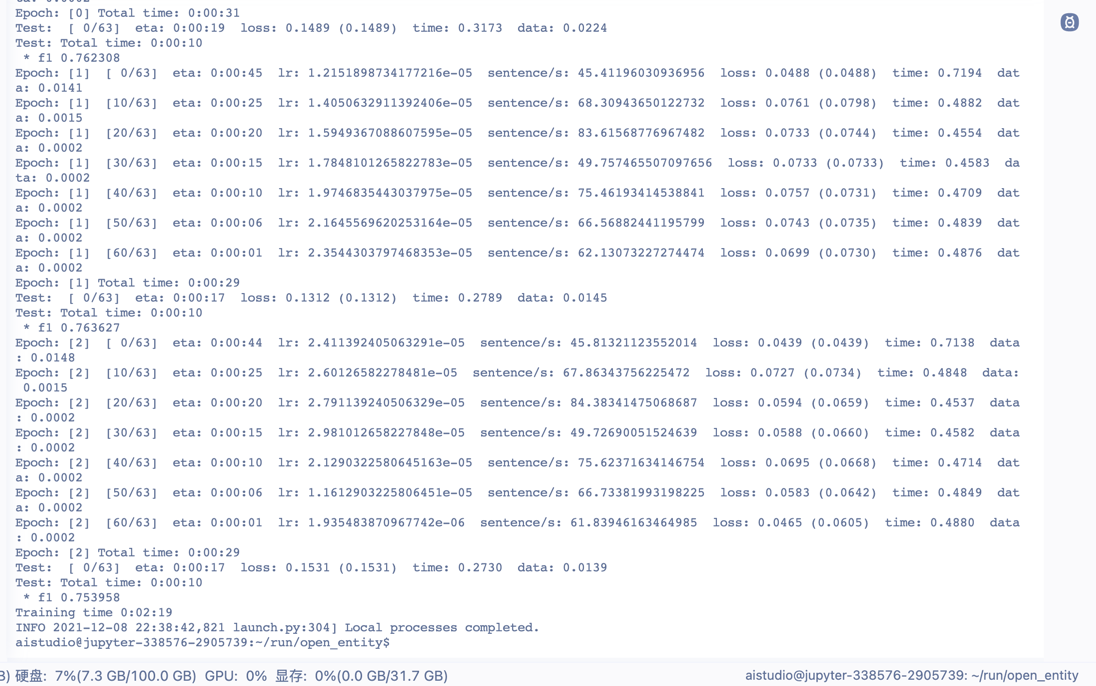 Epoch: [0] Total time: 0:00:31
Test:  [ 0/63]  eta: 0:00:19  loss: 0.1489 (0.1489)  time: 0.3173  data: 0.0224
Test: Total time: 0:00:10
 * f1 0.762308
Epoch: [1]  [ 0/63]  eta: 0:00:45  lr: 1.2151898734177216e-05  sentence/s: 45.41196030936956  loss: 0.0488 (0.0488)  time: 0.7194  dat
a: 0.0141
Epoch: [1]  [10/63]  eta: 0:00:25  lr: 1.4050632911392406e-05  sentence/s: 68.30943650122732  loss: 0.0761 (0.0798)  time: 0.4882  dat
a: 0.0015
Epoch: [1]  [20/63]  eta: 0:00:20  lr: 1.5949367088607595e-05  sentence/s: 83.61568776967482  loss: 0.0733 (0.0744)  time: 0.4554  dat
a: 0.0002
Epoch: [1]  [30/63]  eta: 0:00:15  lr: 1.7848101265822783e-05  sentence/s: 49.757465507097656  loss: 0.0733 (0.0733)  time: 0.4583  da
ta: 0.0002
Epoch: [1]  [40/63]  eta: 0:00:10  lr: 1.9746835443037975e-05  sentence/s: 75.46193414538841  loss: 0.0757 (0.0731)  time: 0.4709  dat
a: 0.0002
Epoch: [1]  [50/63]  eta: 0:00:06  lr: 2.1645569620253164e-05  sentence/s: 66.56882441195799  loss: 0.0743 (0.0735)  time: 0.4839  dat
a: 0.0002
Epoch: [1]  [60/63]  eta: 0:00:01  lr: 2.3544303797468353e-05  sentence/s: 62.13073227274474  loss: 0.0699 (0.0730)  time: 0.4876  dat
a: 0.0002
Epoch: [1] Total time: 0:00:29
Test:  [ 0/63]  eta: 0:00:17  loss: 0.1312 (0.1312)  time: 0.2789  data: 0.0145
Test: Total time: 0:00:10
 * f1 0.763627
Epoch: [2]  [ 0/63]  eta: 0:00:44  lr: 2.411392405063291e-05  sentence/s: 45.81321123552014  loss: 0.0439 (0.0439)  time: 0.7138  data
: 0.0148
Epoch: [2]  [10/63]  eta: 0:00:25  lr: 2.60126582278481e-05  sentence/s: 67.86343756225472  loss: 0.0727 (0.0734)  time: 0.4848  data:
 0.0015
Epoch: [2]  [20/63]  eta: 0:00:20  lr: 2.791139240506329e-05  sentence/s: 84.38341475068687  loss: 0.0594 (0.0659)  time: 0.4537  data
: 0.0002
Epoch: [2]  [30/63]  eta: 0:00:15  lr: 2.981012658227848e-05  sentence/s: 49.72690051524639  loss: 0.0588 (0.0660)  time: 0.4582  data
: 0.0002
Epoch: [2]  [40/63]  eta: 0:00:10  lr: 2.1290322580645163e-05  sentence/s: 75.62371634146754  loss: 0.0695 (0.0668)  time: 0.4714  dat
a: 0.0002
Epoch: [2]  [50/63]  eta: 0:00:06  lr: 1.1612903225806451e-05  sentence/s: 66.73381993198225  loss: 0.0583 (0.0642)  time: 0.4849  dat
a: 0.0002
Epoch: [2]  [60/63]  eta: 0:00:01  lr: 1.935483870967742e-06  sentence/s: 61.83946163464985  loss: 0.0465 (0.0605)  time: 0.4880  data
: 0.0002
Epoch: [2] Total time: 0:00:29
Test:  [ 0/63]  eta: 0:00:17  loss: 0.1531 (0.1531)  time: 0.2730  data: 0.0139
Test: Total time: 0:00:10
 * f1 0.753958
Training time 0:02:19
INFO 2021-12-08 22:38:42,821 launch.py:304] Local processes completed.
aistudio@jupyter-338576-2905739:~/run/open_entity$
3) 硬盘: 7%(7.3 GB/100.0 GB)  GPU: 0%  显存: 0%(0.0 GB/31.7 GB)  aistudio@jupyter-338576-2905739: ~/run/open_entity